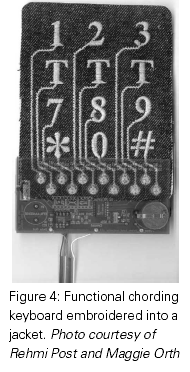 1 2 3
T T T
7 8 9
* 0 #
Figure 4: Functional chording
keyboard embroidered into a
jacket. Photo courtesy of
Rehmi Post and Maggie Orth